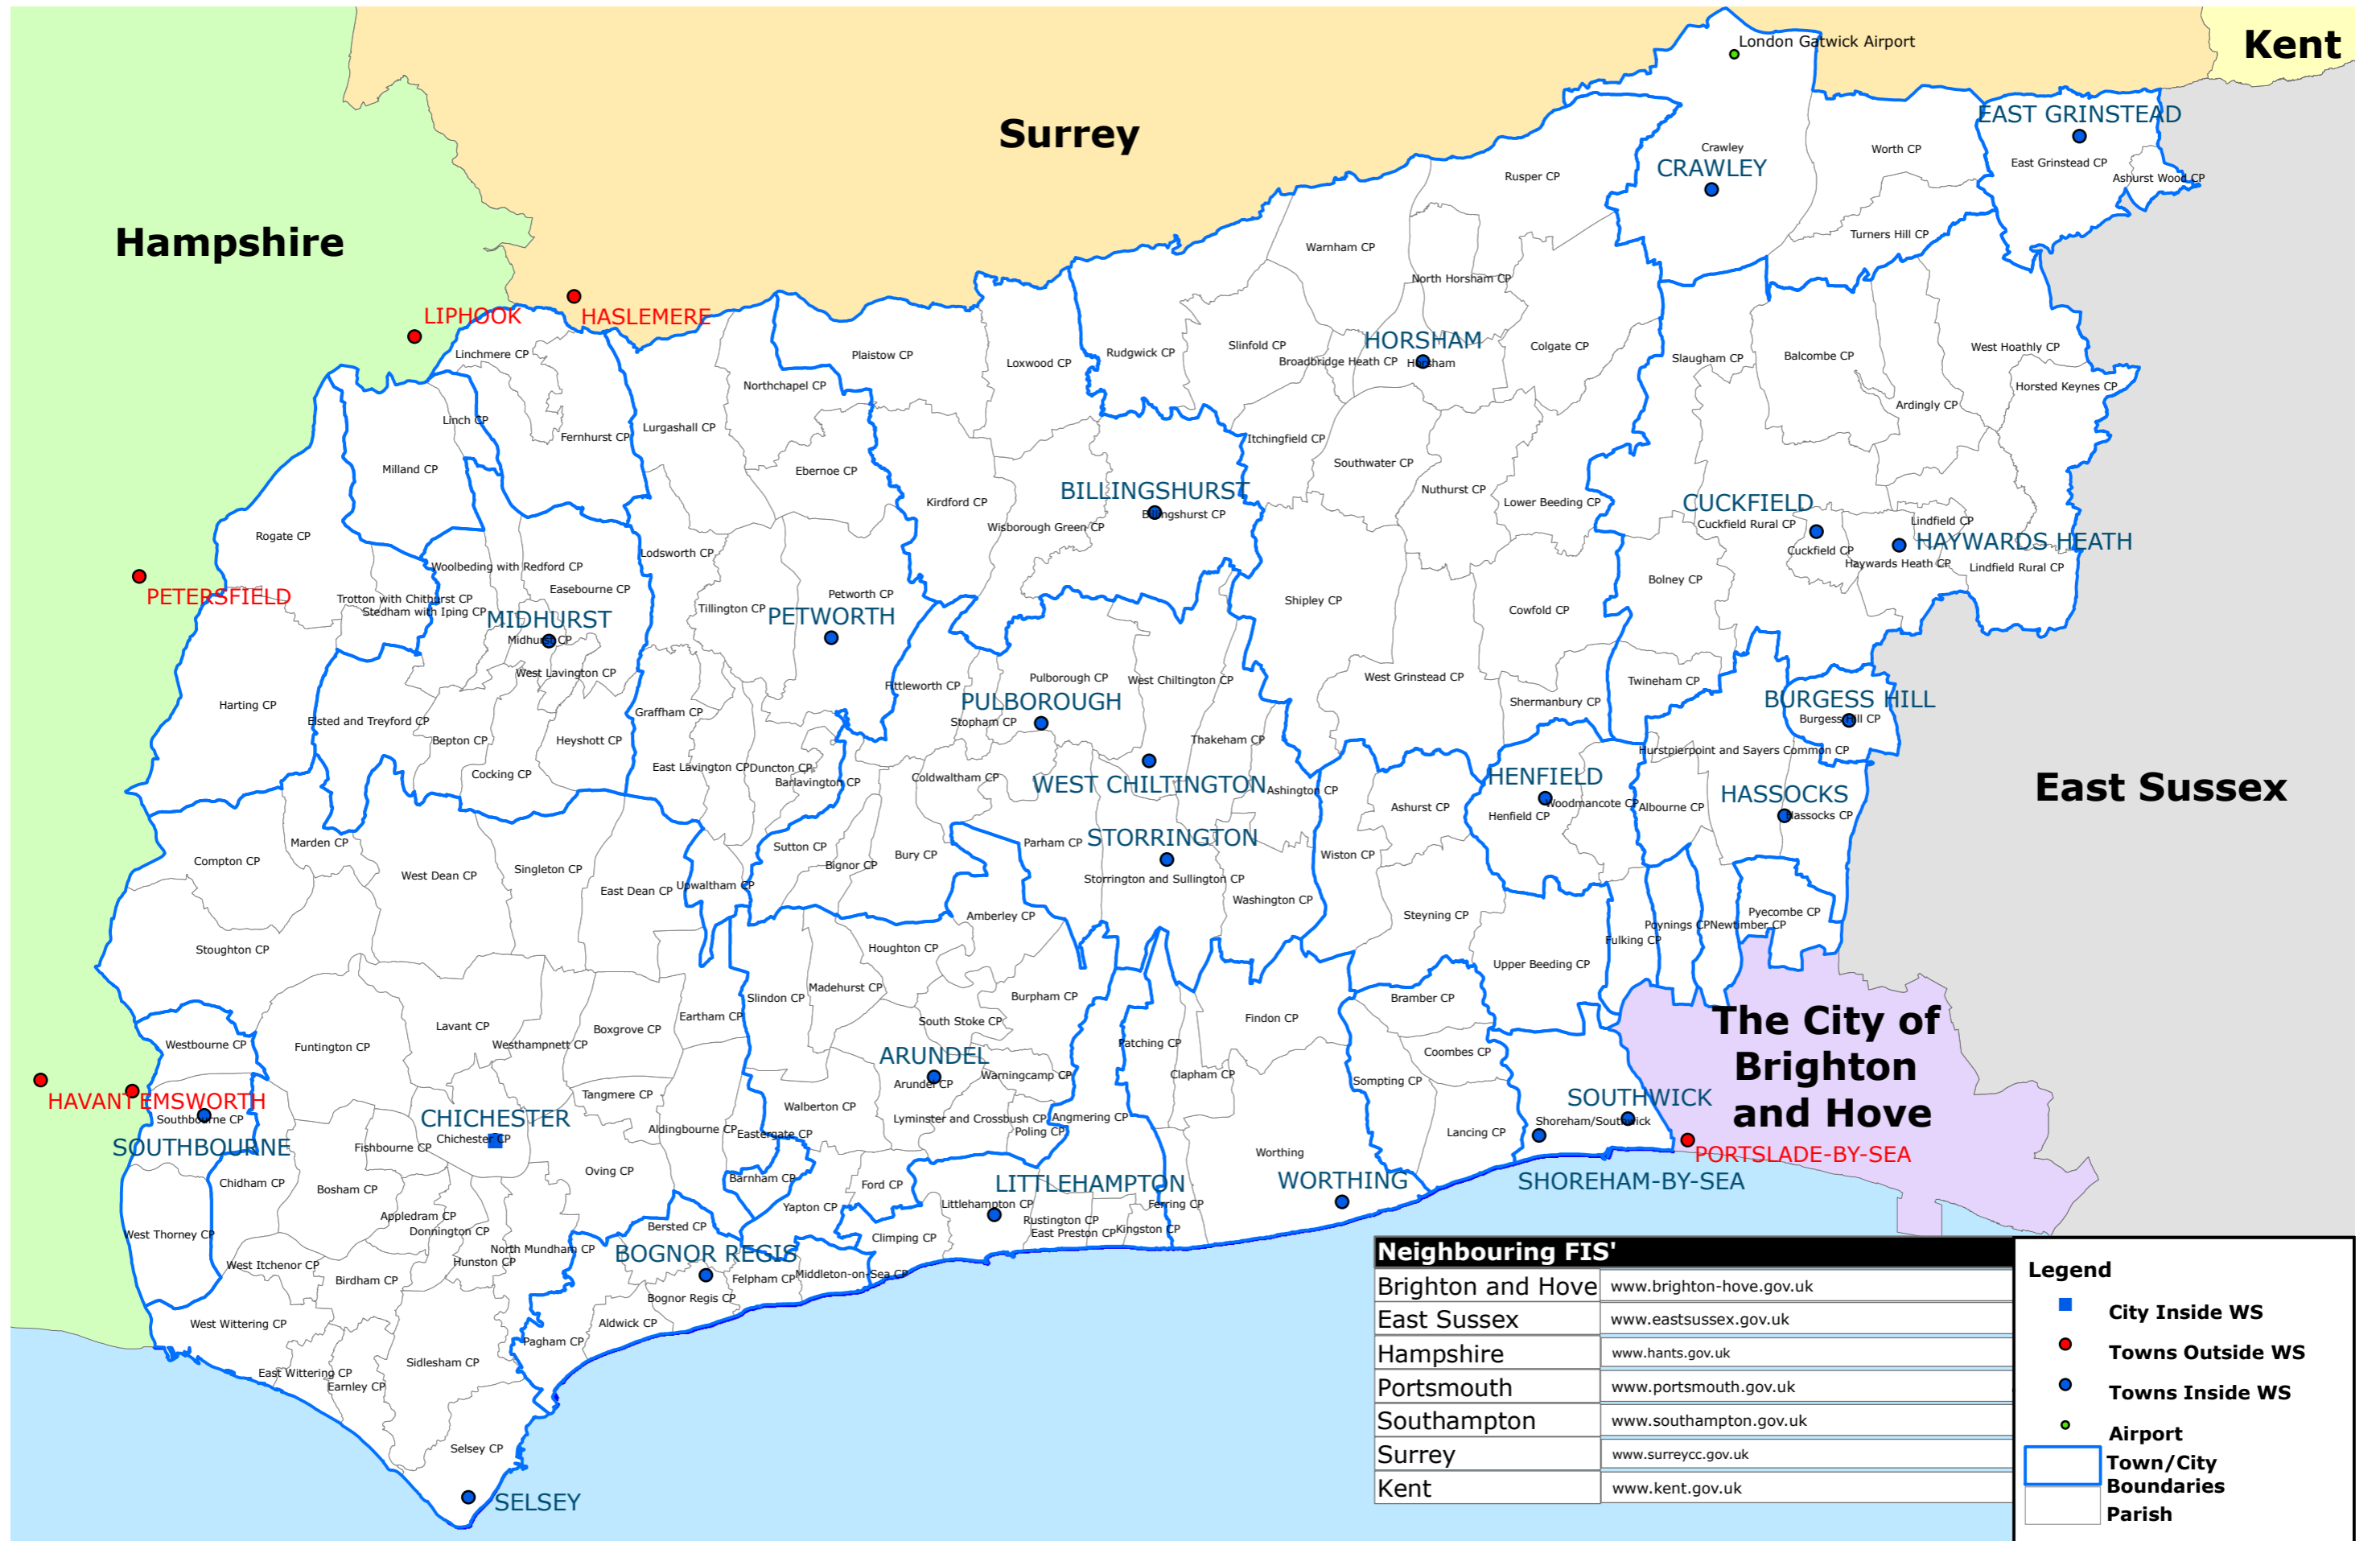 London Gatwick Airport
Kent
EAST GRINSTEAD
Surrey
Crawley
Worth CP
East Grinstead CP
CRAWLEY
Rusper CP
Ashurst Wood CP
Hampshire
Warnham CP
Turners Hill CP
North Horsham CP
LIPHOOK
HASLEMERE
Linchmere CP
Plaistow CP
Loxwood CP
Rudgwick CP
Slinfold CP
HORSHAM
Broadbridge Heath CP
Horsham
Colgate CP
Slaugham CP
Balcombe CP
West Hoathly CP
Northchapel CP
Horsted Keynes CP
Ardingly CP
Linch CP
Fernhurst CP
Lurgashall CP
Itchingfield CP
Milland CP
Ebernoe CP
Southwater CP
Kirdford CP
BILLINGSHURST
Billingshurst CP
Nuthurst CP
Lower Beeding CP
CUCKFIELD
Wisborough Green CP
Cuckfield Rural CP
Lindfield CP
Rogate CP
HAYWARDS HEATH
Lodsworth CP
Cuckfield CP
Woolbeding with Redford CP
Haywards Heath CP
Lindfield Rural CP
Easebourne CP
Bolney CP
PETERSFIELD
Trotton with Chithurst CP
Stedham with Iping CP
Tillington CP
Petworth CP
PETWORTH
Shipley CP
Cowfold CP
MIDHURST
Midhurst CP
West Lavington CP
Pulborough CP
West Chiltington CP
West Grinstead CP
Twineham CP
Fittleworth CP
PULBOROUGH
Stopham CP
Shermanbury CP
BURGESS HILL
Burgess Hill CP
Harting CP
Elsted and Treyford CP
Graffham CP
Bepton CP
Heyshott CP
Thakeham CP
Hurstpierpoint and Sayers Common CP
Cocking CP
East Lavington CP
Duncton CP
Barlavington CP
Coldwaltham CP
WEST CHILTINGTON
Ashington CP
HENFIELD
Woodmancote CP
Henfield CP
Ashurst CP
Albourne CP
HASSOCKS
Hassocks CP
East Sussex
Marden CP
Compton CP
West Dean CP
Singleton CP
East Dean CP
Upwaltham CP
Sutton CP
Bignor CP
Bury CP
Parham CP
STORRINGTON
Storrington and Sullington CP
Wiston CP
Washington CP
Steyning CP
Stoughton CP
Amberley CP
Houghton CP
Upper Beeding CP
Fulking CP
Poynings CP
Newtimber CP
Pyecombe CP
Slindon CP
Madehurst CP
Burpham CP
Bramber CP
The City of
Brighton
and Hove
Westbourne CP
Funtington CP
Lavant CP
Westhampnett CP
Boxgrove CP
Eartham CP
South Stoke CP
Findon CP
Patching CP
Coombes CP
ARUNDEL
Arundel CP
Warningcamp CP
Clapham CP
Sompting CP
HAVANT
EMSWORTH
Southbourne CP
SOUTHBOURNE
CHICHESTER
Chichester CP
Fishbourne CP
Tangmere CP
Aldingbourne CP
Eastergate CP
Walberton CP
Lyminster and Crossbush CP
Poling CP
Angmering CP
SOUTHWICK
Shoreham/Southwick
Lancing CP
PORTSLADE-BY-SEA
Worthing
WORTHING
SHOREHAM-BY-SEA
Chidham CP
Bosham CP
Oving CP
Barnham CP
Ford CP
LITTLEHAMPTON
Littlehampton CP
Yapton CP
Ferring CP
West Thorney CP
Appledram CP
Donnington CP
Bersted CP
Rustington CP
East Preston CP
Kingston CP
Climping CP
North Mundham CP
Hunston CP
BOGNOR REGIS
West Itchenor CP
Birdham CP
Felpham CP
Middleton-on-Sea CP
Bognor Regis CP
West Wittering CP
Aldwick CP
Pagham CP
Sidlesham CP
East Wittering CP
Earnley CP
Selsey CP
SELSEY
Neighbouring FIS'
Brighton and Hove www.brighton-hove.gov.uk
East Sussex www.eastsussex.gov.uk
Hampshire www.hants.gov.uk
Portsmouth www.portsmouth.gov.uk
Southampton www.southampton.gov.uk
Surrey www.surreycc.gov.uk
Kent www.kent.gov.uk
Legend
City Inside WS
Towns Outside WS
Towns Inside WS
Airport
Town/City
Boundaries
Parish